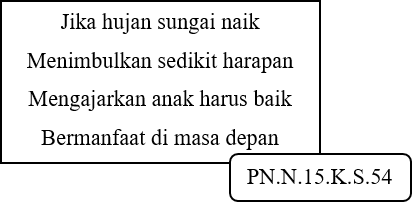 Jika hujan sungai naik
Menimbulkan sedikit harapan
Mengajarkan anak harus baik
Bermanfaat di masa depan
PN.N.15.K.S.54